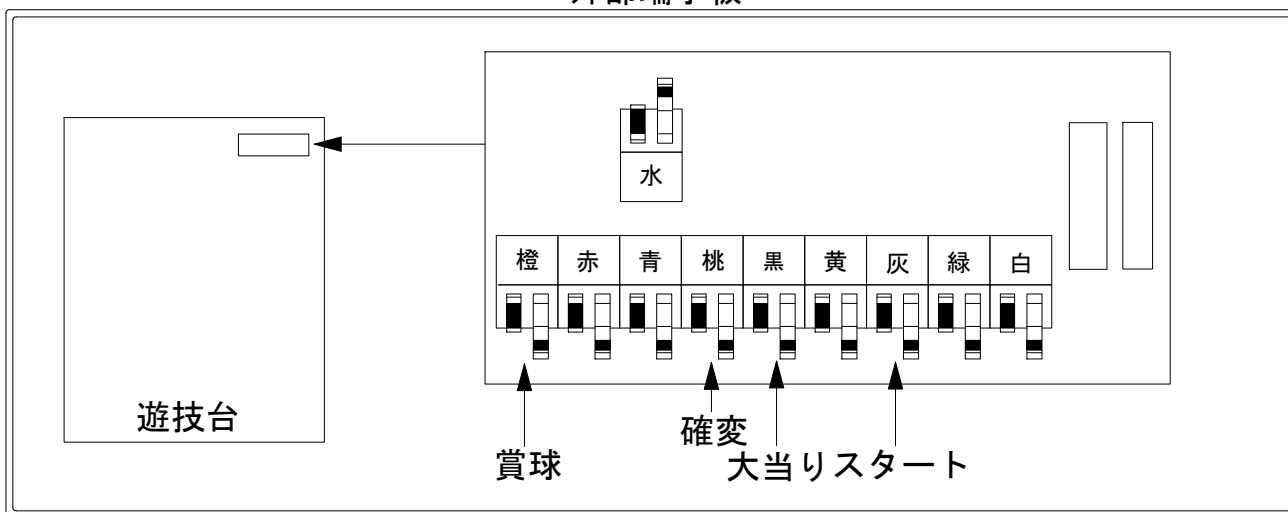 水
橙 赤 青 桃 黒 黄 灰 緑 白
遊技台
賞球
確変
大当り
スタート